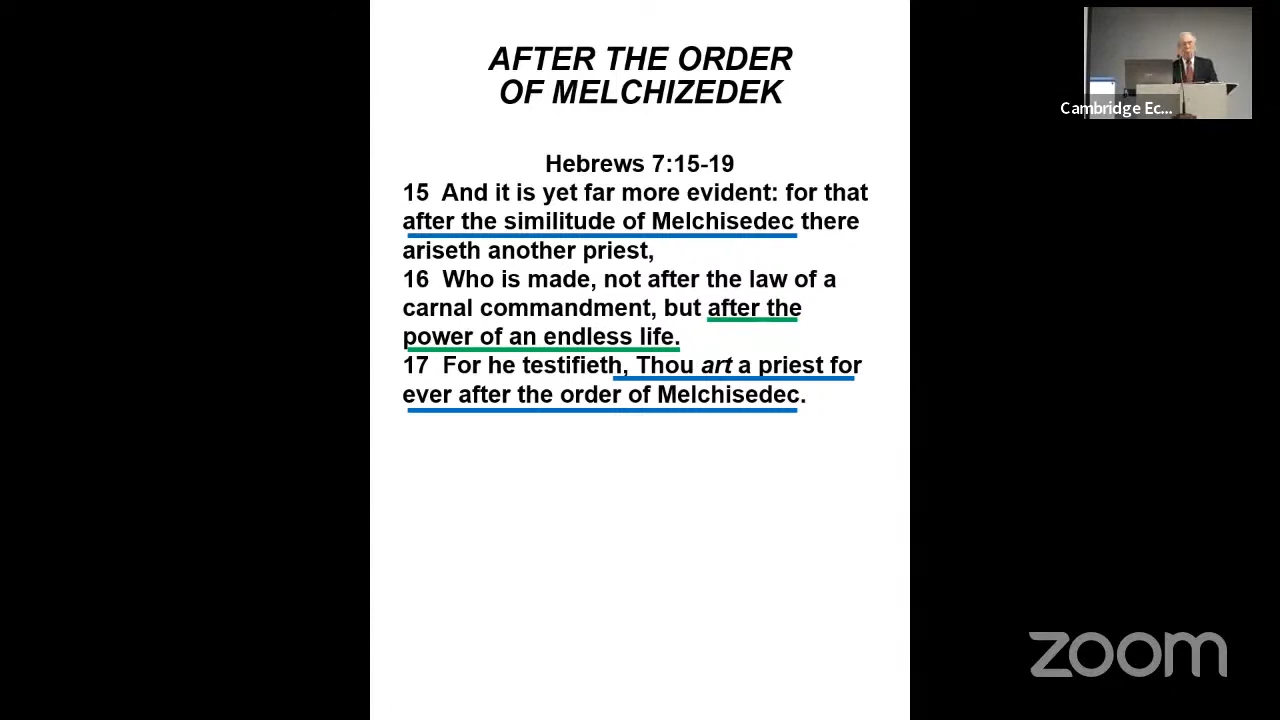 AFTER THE ORDER
OF MELCHIZEDEK
Hebrews 7:15-19
15 And it is yet far more evident: for that
after the similitude of Melchisedec there
ariseth another priest,
16 Who is made, not after the law of a
carnal commandment, but after the
power of an endless life.
17 For he testifieth, Thou art a priest for
ever after the order of Melchisedec.
Cambridge Ec...
zoom